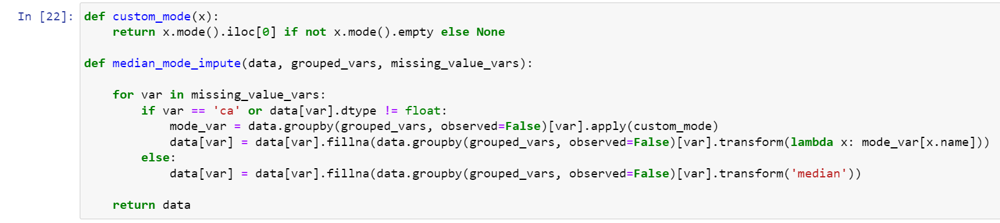 In [22]: def custom_mode(x):
    return x.mode().iloc[0] if not x.mode().empty else None
def median_mode_impute(data, grouped_vars, missing_value_vars):
    for var in missing_value_vars:
        if var == 'ca' or data[var].dtype != float:
            mode_var = data.groupby(grouped_vars, observed=False)[var].apply(custom_mode)
            data[var] = data[var].fillna(data.groupby(grouped_vars, observed=False)[var].transform(lambda x: mode_var[x.name]))
        else:
            data[var] = data[var].fillna(data.groupby(grouped_vars, observed=False)[var].transform('median'))
    return data